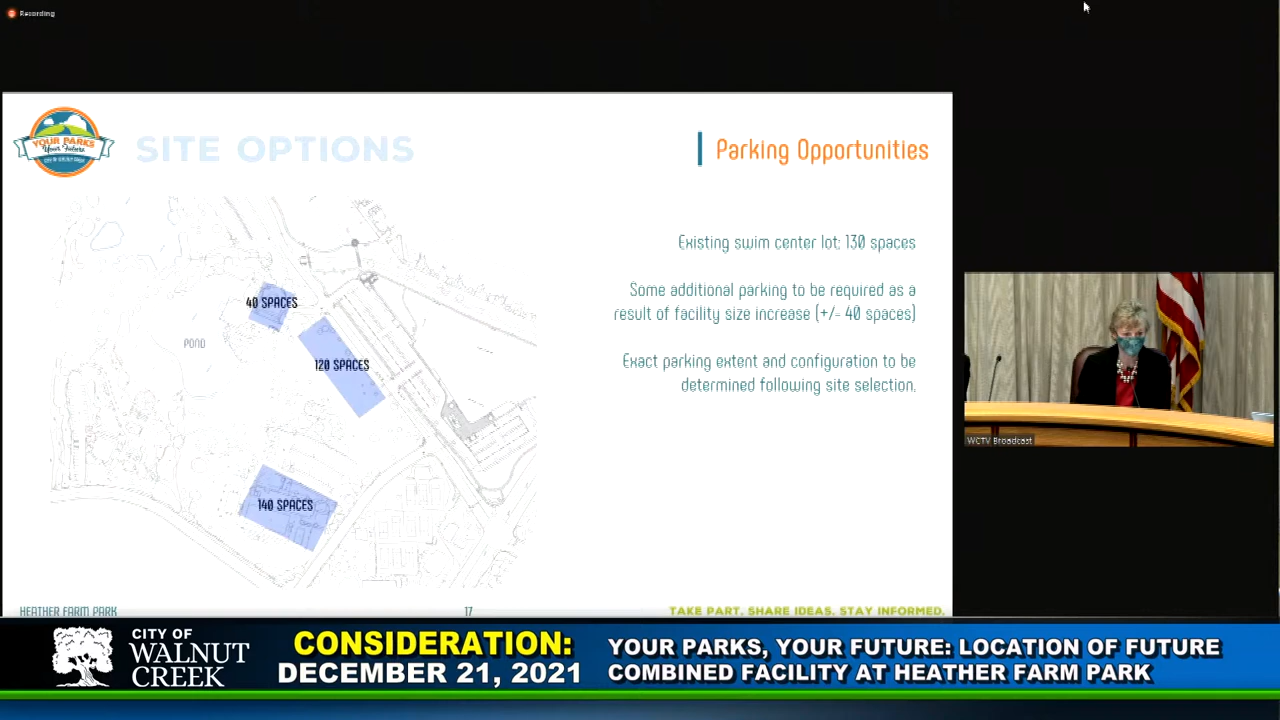 Recording
YOUR PARKS
Your Future
CITY OF WALNUT CREEK
SITE OPTIONS
Parking Opportunities
Existing swim center lot: 130 spaces
Some additional parking to be required as a
result of facility size increase (+/- 40 spaces)
Exact parking extent and configuration to be
determined following site selection.
40 SPACES
POND
120 SPACES
140 SPACES
WCTV Broadcast
HEATHER FARM PARK
17
TAKE PART. SHARE IDEAS. STAY INFORMED.
CITY OF
WALNUT
CREEK
CONSIDERATION:
DECEMBER 21, 2021
YOUR PARKS, YOUR FUTURE: LOCATION OF FUTURE
COMBINED FACILITY AT HEATHER FARM PARK